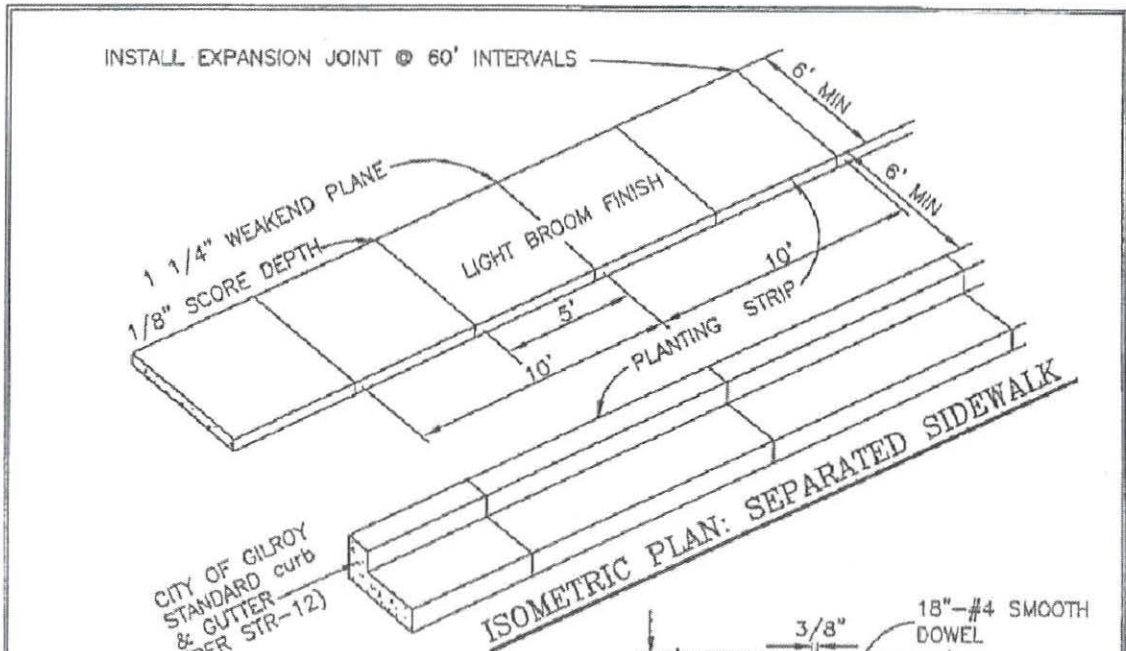 INSTALL EXPANSION JOINT @ 60' INTERVALS
6' MIN
1 1/4" WEAKEND PLANE
1/8" SCORE DEPTH
LIGHT BROOM FINISH
6' MIN
5'
10'
10'
PLANTING STRIP
CITY OF GILROY
STANDARD curb
& GUTTER
STR-12)
ISOMETRIC PLAN: SEPARATED SIDEWALK
3/8"
18"-#4 SMOOTH
DOWEL